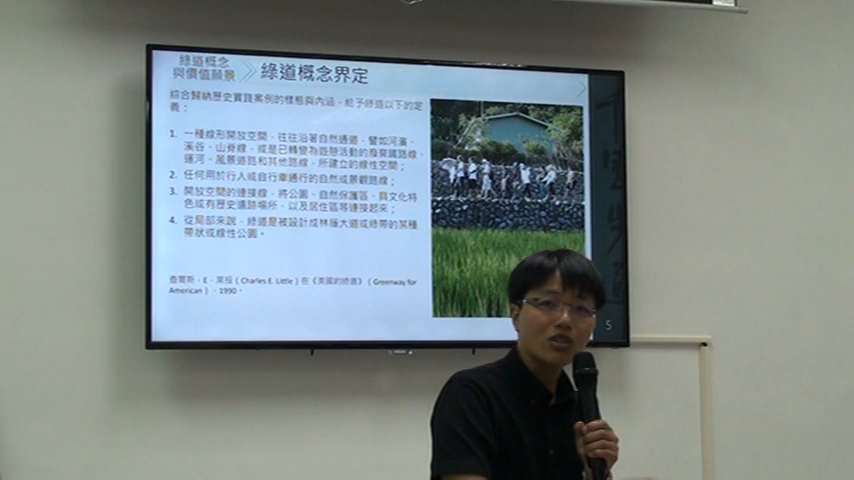 綠道概念
與價值願景
綠道概念界定
綜合歸納歷史實踐案例的樣態與內涵，給予綠道以下的定
義：
1. 一種線形開放空間，往往沿著自然通道，譬如河濱、
溪谷、山脊線，或是已轉變為遊憩活動的廢棄鐵路線、
運河、風景道路和其他路線，所建立的線性空間；
2. 任何用於行人或自行車通行的自然或景觀路線；
3. 開放空間的連接線，將公園、自然保護區、具文化特
色或有歷史遺跡場所，以及居住區等連接起來；
4. 從局部來說，綠道是被設計成林蔭大道或綠帶的某種
帶狀或線性公園。
查爾斯．E．萊投（Charles E. Little）在《美國的綠道》（Greenway for
American），1990。
千里步道
5